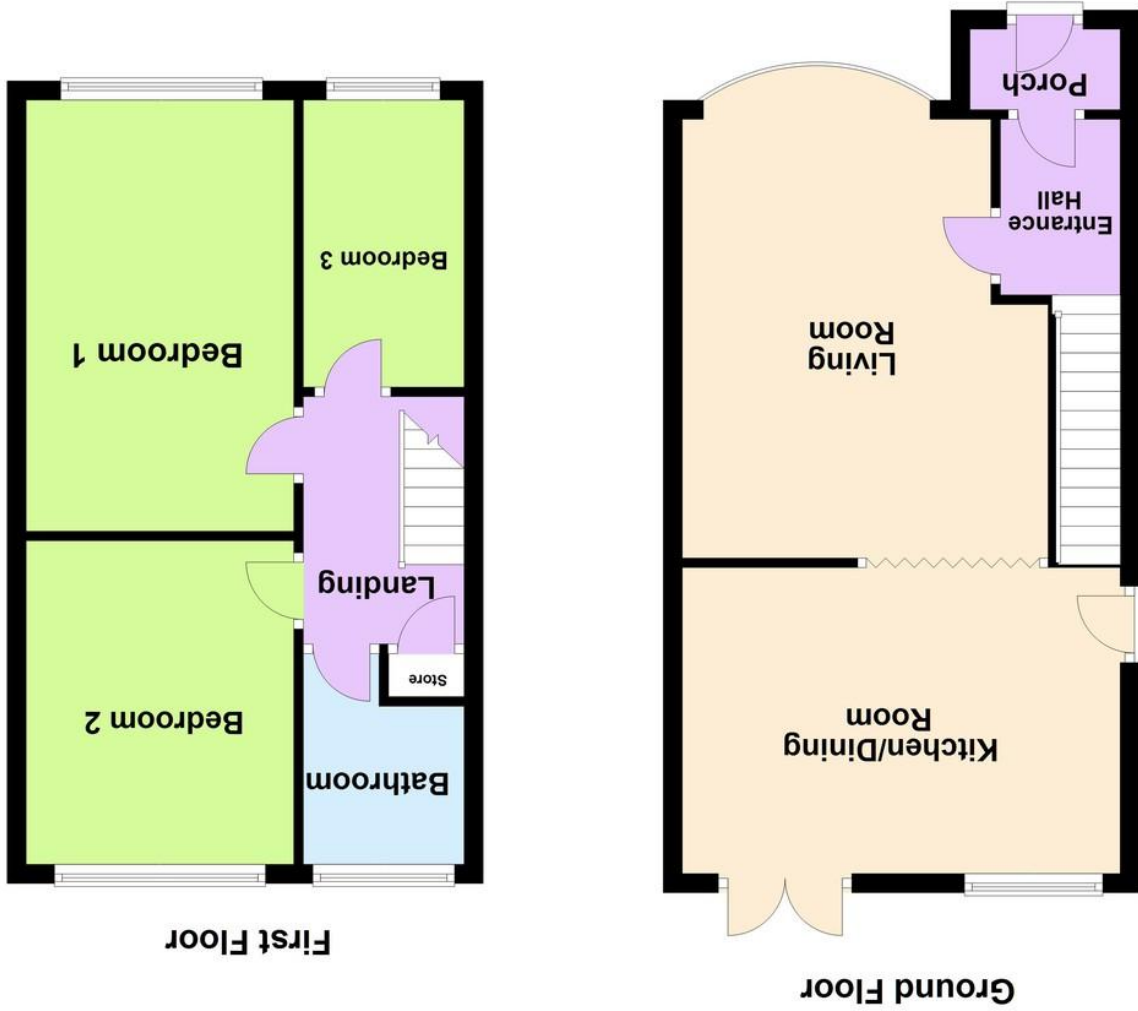 Ground Floor
Kitchen/Dining
Room
Living
Room
Entrance
Hall
Porch
First Floor
Bathroom
Bedroom 2
Store
Landing
Bedroom 1
Bedroom 3